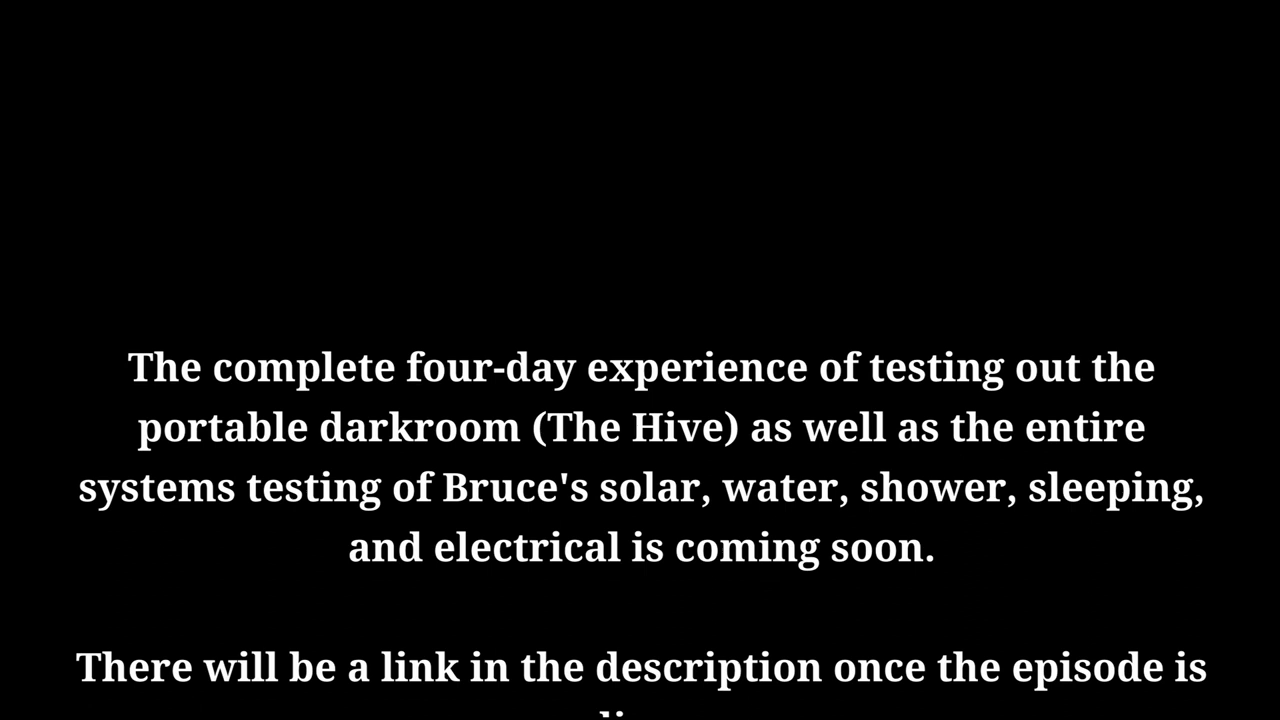 The complete four-day experience of testing out the
portable darkroom (The Hive) as well as the entire
systems testing of Bruce's solar, water, shower, sleeping,
and electrical is coming soon.
There will be a link in the description once the episode is